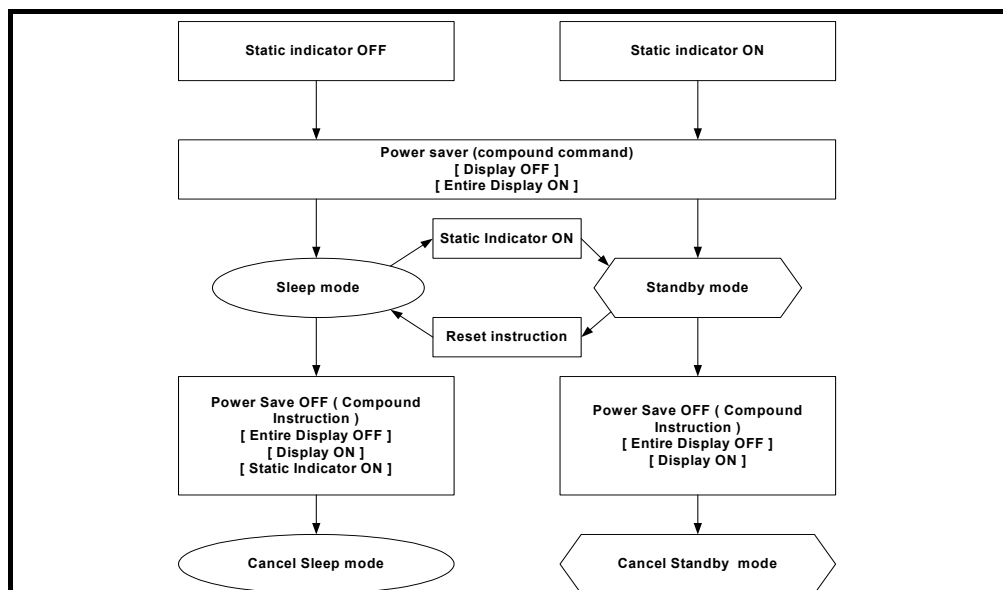 Static indicator OFF
Static indicator ON
Power saver (compound command)
[ Display OFF ]
[ Entire Display ON ]
Static Indicator ON
Sleep mode
Standby mode
Reset instruction
Power Save OFF ( Compound
Instruction )
[ Entire Display OFF ]
[ Display ON ]
[ Static Indicator ON ]
Power Save OFF ( Compound
Instruction )
[ Entire Display OFF ]
[ Display ON ]
Cancel Sleep mode
Cancel Standby mode